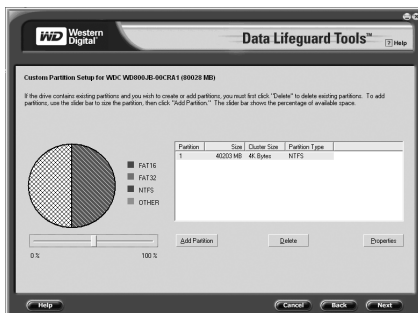 WD Western Digital®
Data Lifeguard Tools™
? Help
Custom Partition Setup for WDC WD800JB-00CRA1 (80028 MB)
If the drive contains existing partitions and you wish to create or add partitions, you must first click "Delete" to delete existing partitions. To add
partitions, use the slider bar to size the partition, then click "Add Partition." The slider bar shows the percentage of available space.
FAT16
FAT32
NTFS
OTHER
Partition Size Cluster Size Partition Type
1 40203 MB 4K Bytes NTFS
0 % 100 %
Add Partition Delete Properties
Help Cancel Back Next